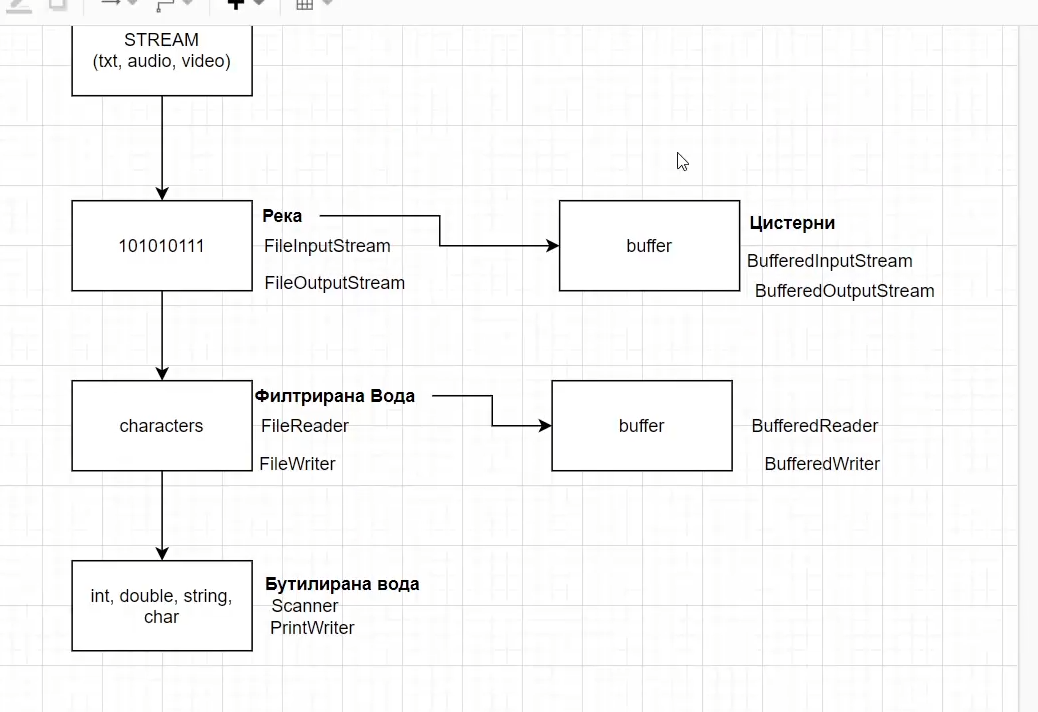 STREAM
(txt, audio, video)
101010111
Река
FileInputStream
FileOutputStream
buffer
Цистерни
BufferedInputStream
BufferedOutputStream
characters
Филтрирана Вода
FileReader
FileWriter
buffer
BufferedReader
BufferedWriter
int, double, string,
char
Бутилирана вода
Scanner
PrintWriter